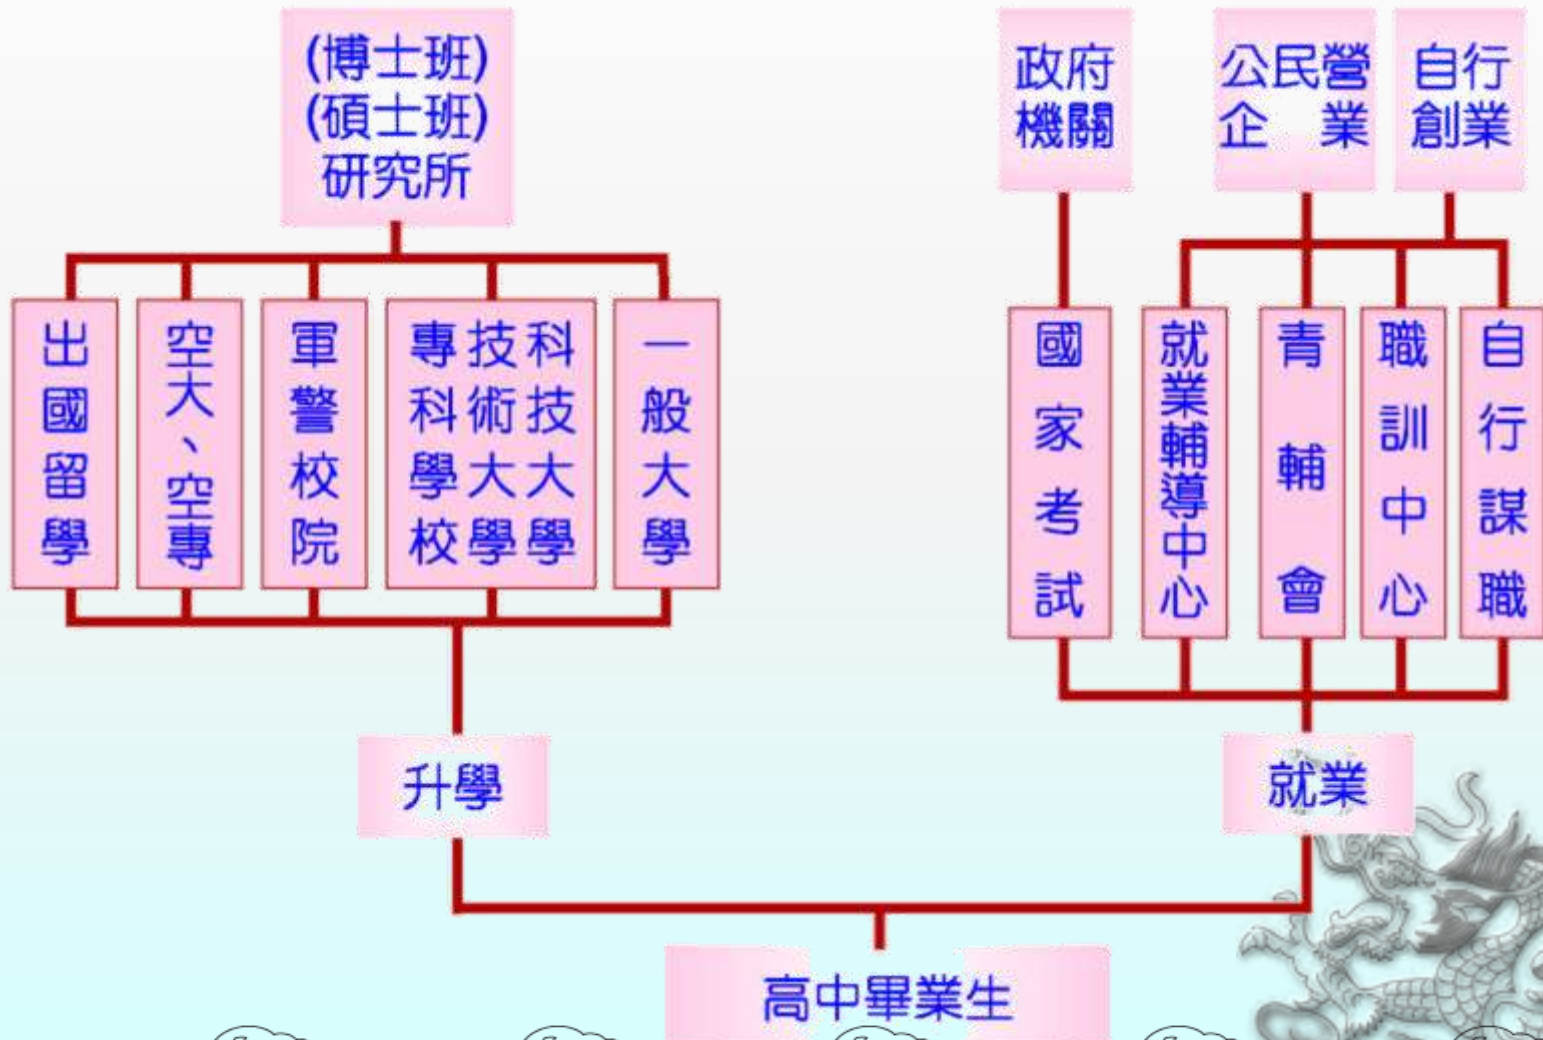 (博士班)
(碩士班)
研究所
政府
機關
公民營
企業
自行
創業
出國留學
空大、空專
軍警校院
科技大學
技術大學
專科學校
一般大學
國家考試
就業輔導中心
青輔會
職訓中心
自行謀職
升學
就業
高中畢業生